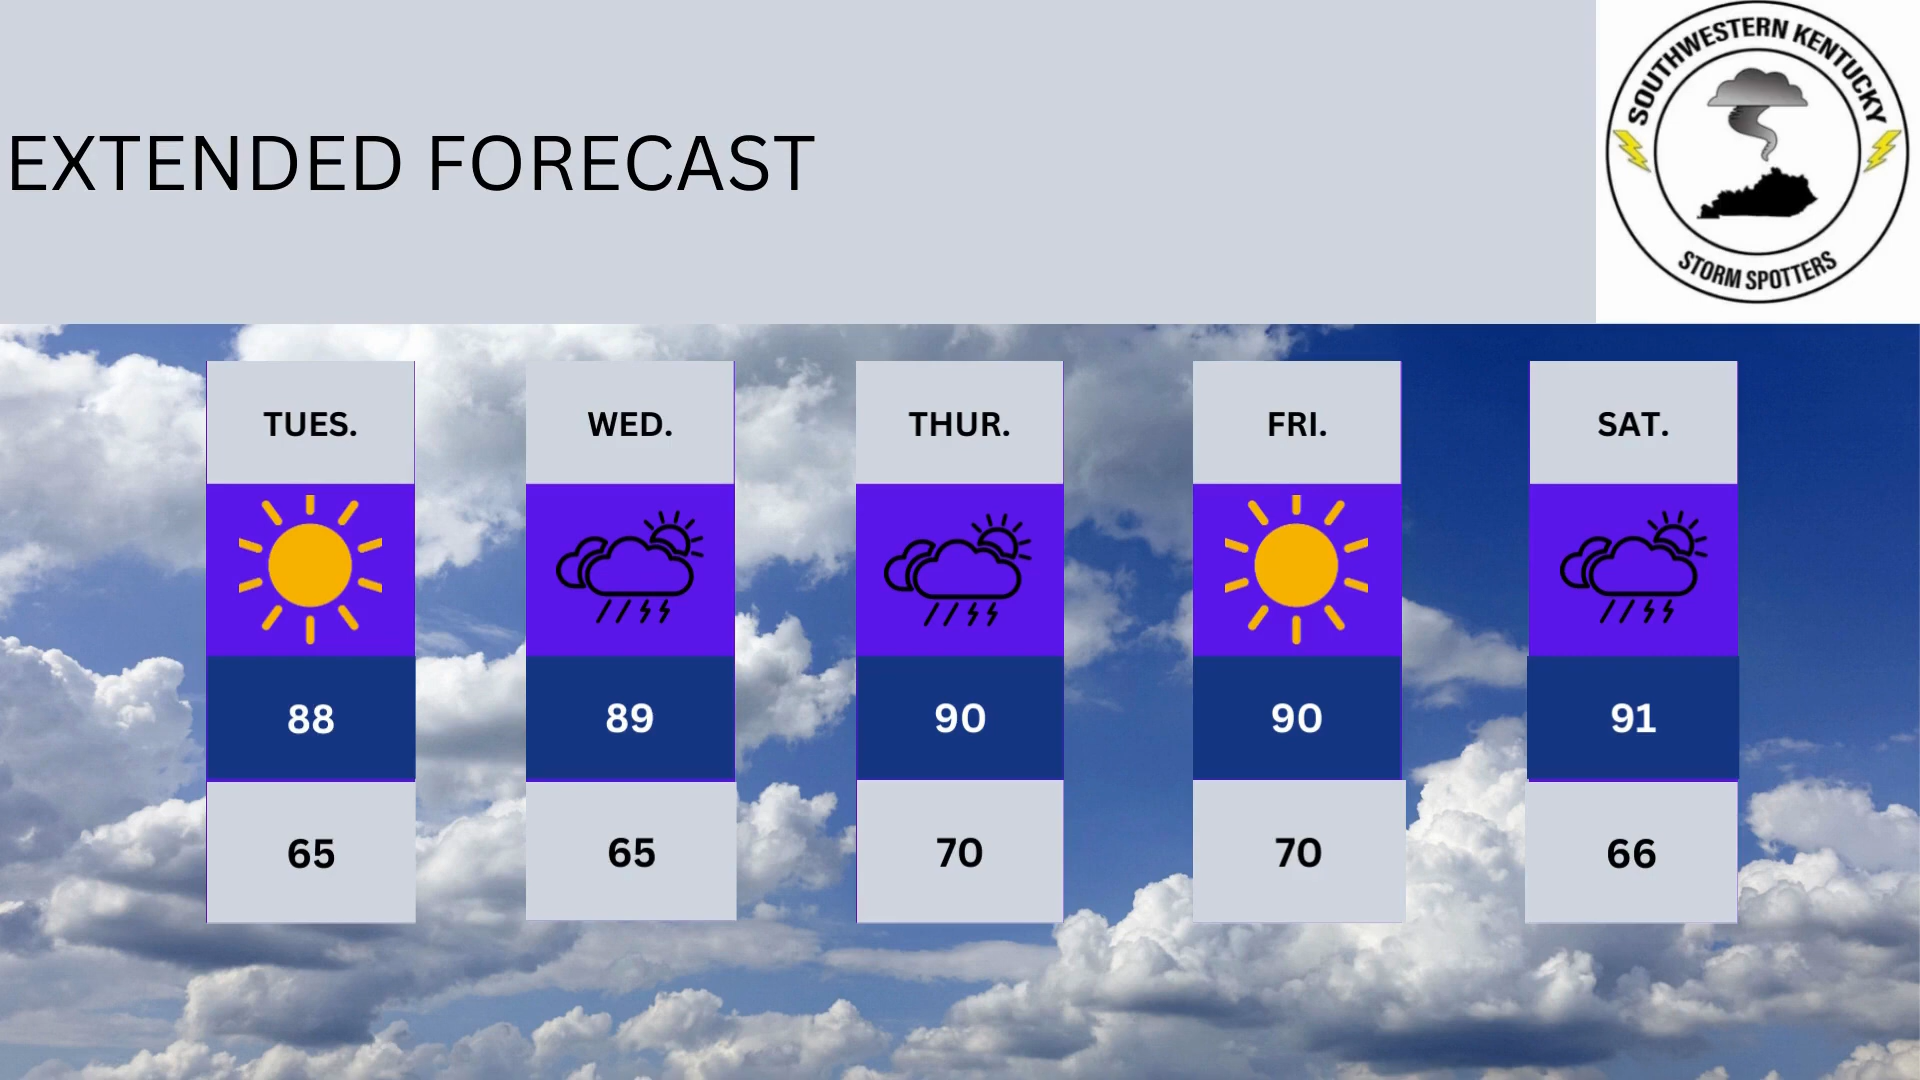 EXTENDED FORECAST
SOUTHWESTERN KENTUCKY
STORM SPOTTERS
TUES. WED. THUR. FRI. SAT.
88 89 90 90 91
65 65 70 70 66